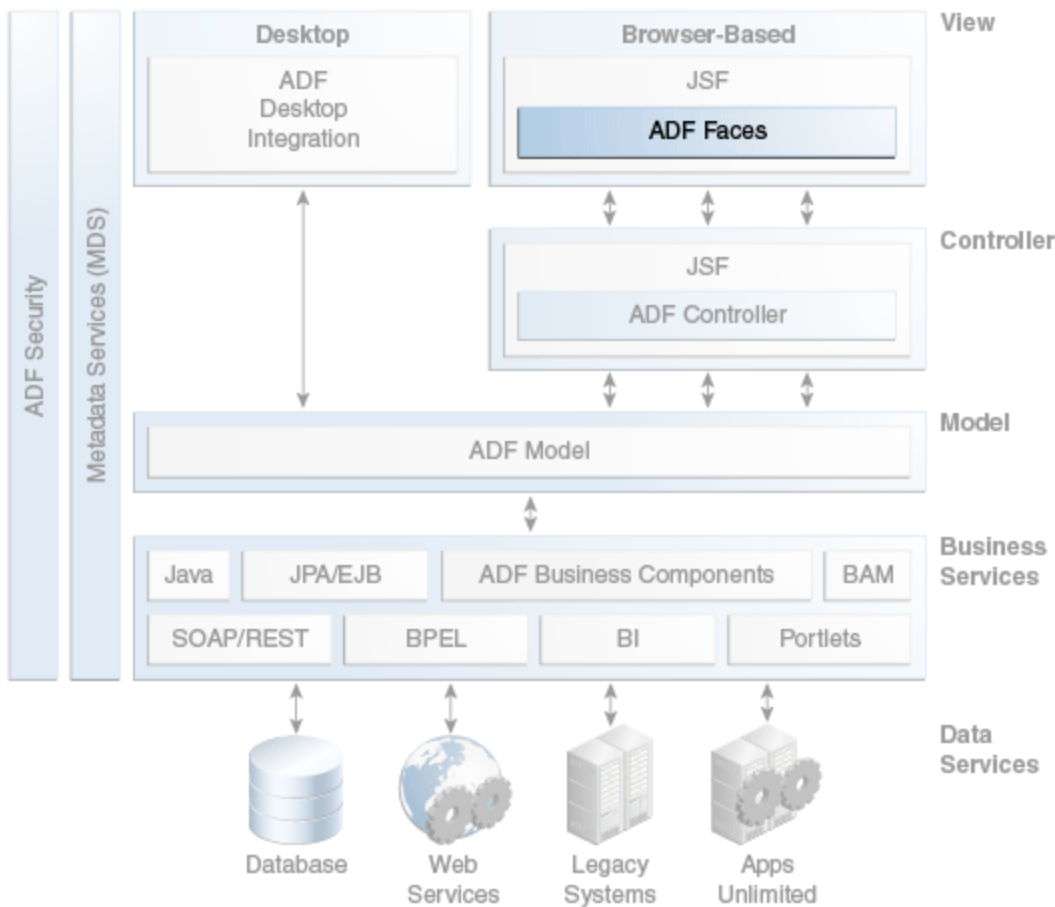 ADF Security
Metadata Services (MDS)
Desktop
ADF
Desktop
Integration
Browser-Based
JSF
ADF Faces
View
JSF
ADF Controller
Controller
ADF Model
Model
Java
JPA/EJB
ADF Business Components
BAM
SOAP/REST
BPEL
BI
Portlets
Business
Services
Data
Services
Database
Web
Services
Legacy
Systems
Apps
Unlimited